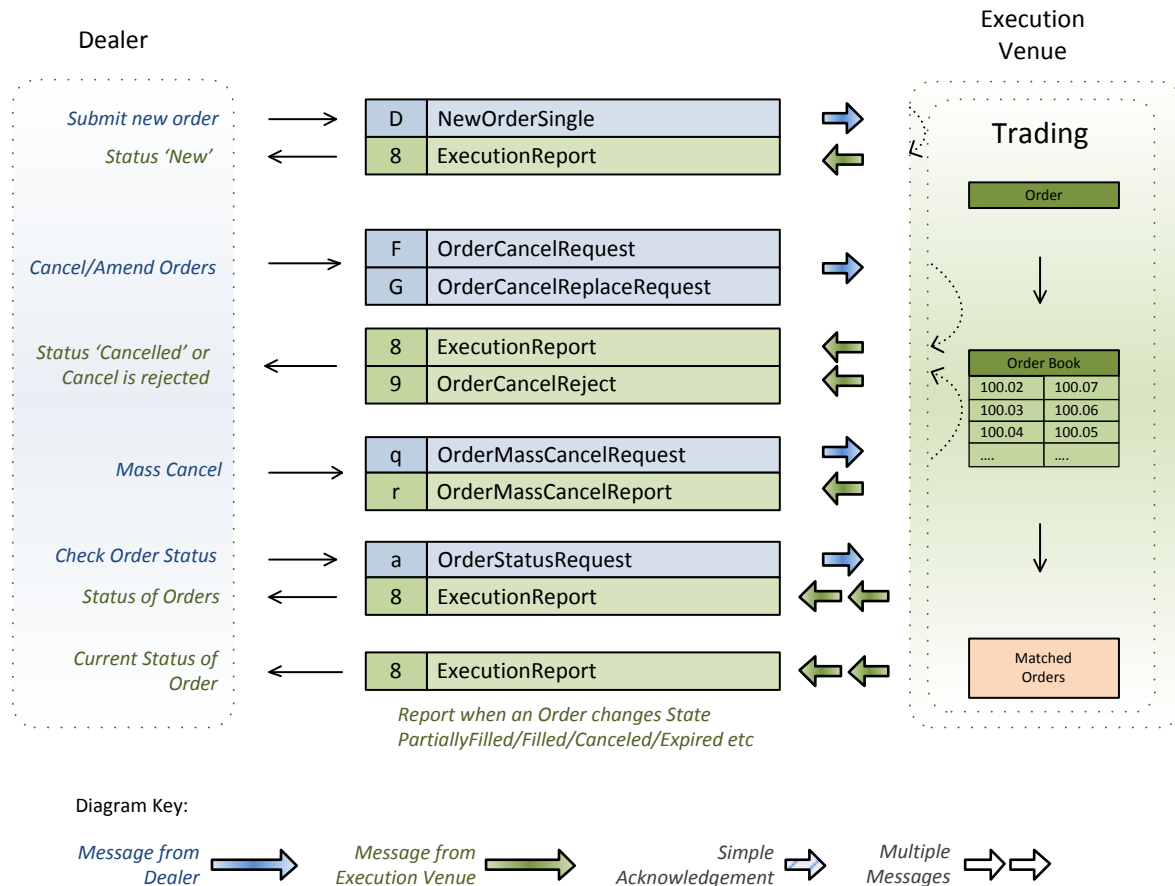 Dealer
Execution
Venue
Submit new order
D NewOrderSingle
Status ‘New’
8 ExecutionReport
Trading
Order
Cancel/Amend Orders
F OrderCancelRequest
G OrderCancelReplaceRequest
Status ‘Cancelled’ or
Cancel is rejected
8 ExecutionReport
9 OrderCancelReject
Order Book
100.02 100.07
100.03 100.06
100.04 100.05
.... ....
Mass Cancel
q OrderMassCancelRequest
r OrderMassCancelReport
Check Order Status
a OrderStatusRequest
Status of Orders
8 ExecutionReport
Current Status of
Order
8 ExecutionReport
Matched
Orders
Report when an Order changes State
PartiallyFilled/Filled/Canceled/Expired etc
Diagram Key:
Message from
Dealer
Message from
Execution Venue
Simple
Acknowledgement
Multiple
Messages